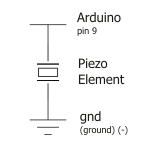 Arduino
pin 9
Piezo
Element
gnd
(ground) (-)